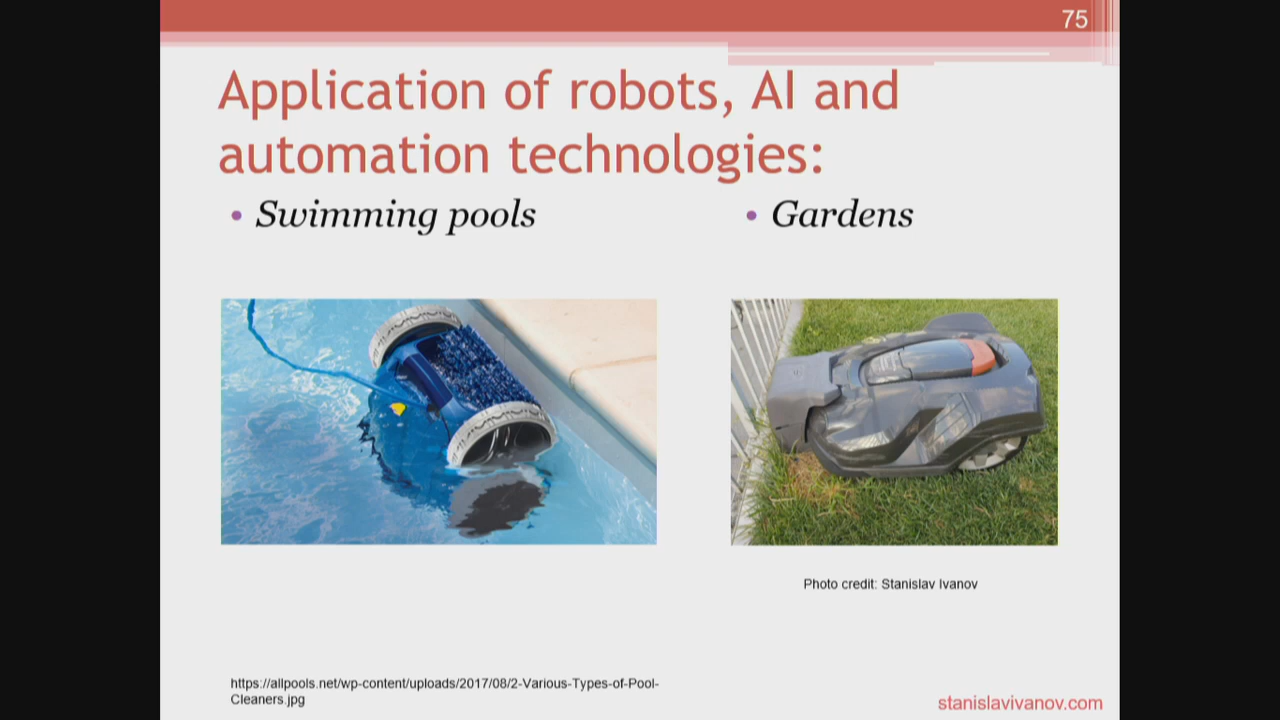 75
Application of robots, AI and
automation technologies:
• Swimming pools
• Gardens
Photo credit: Stanislav Ivanov
https://allpools.net/wp-content/uploads/2017/08/2-Various-Types-of-Pool-
Cleaners.jpg
stanislavivanov.com